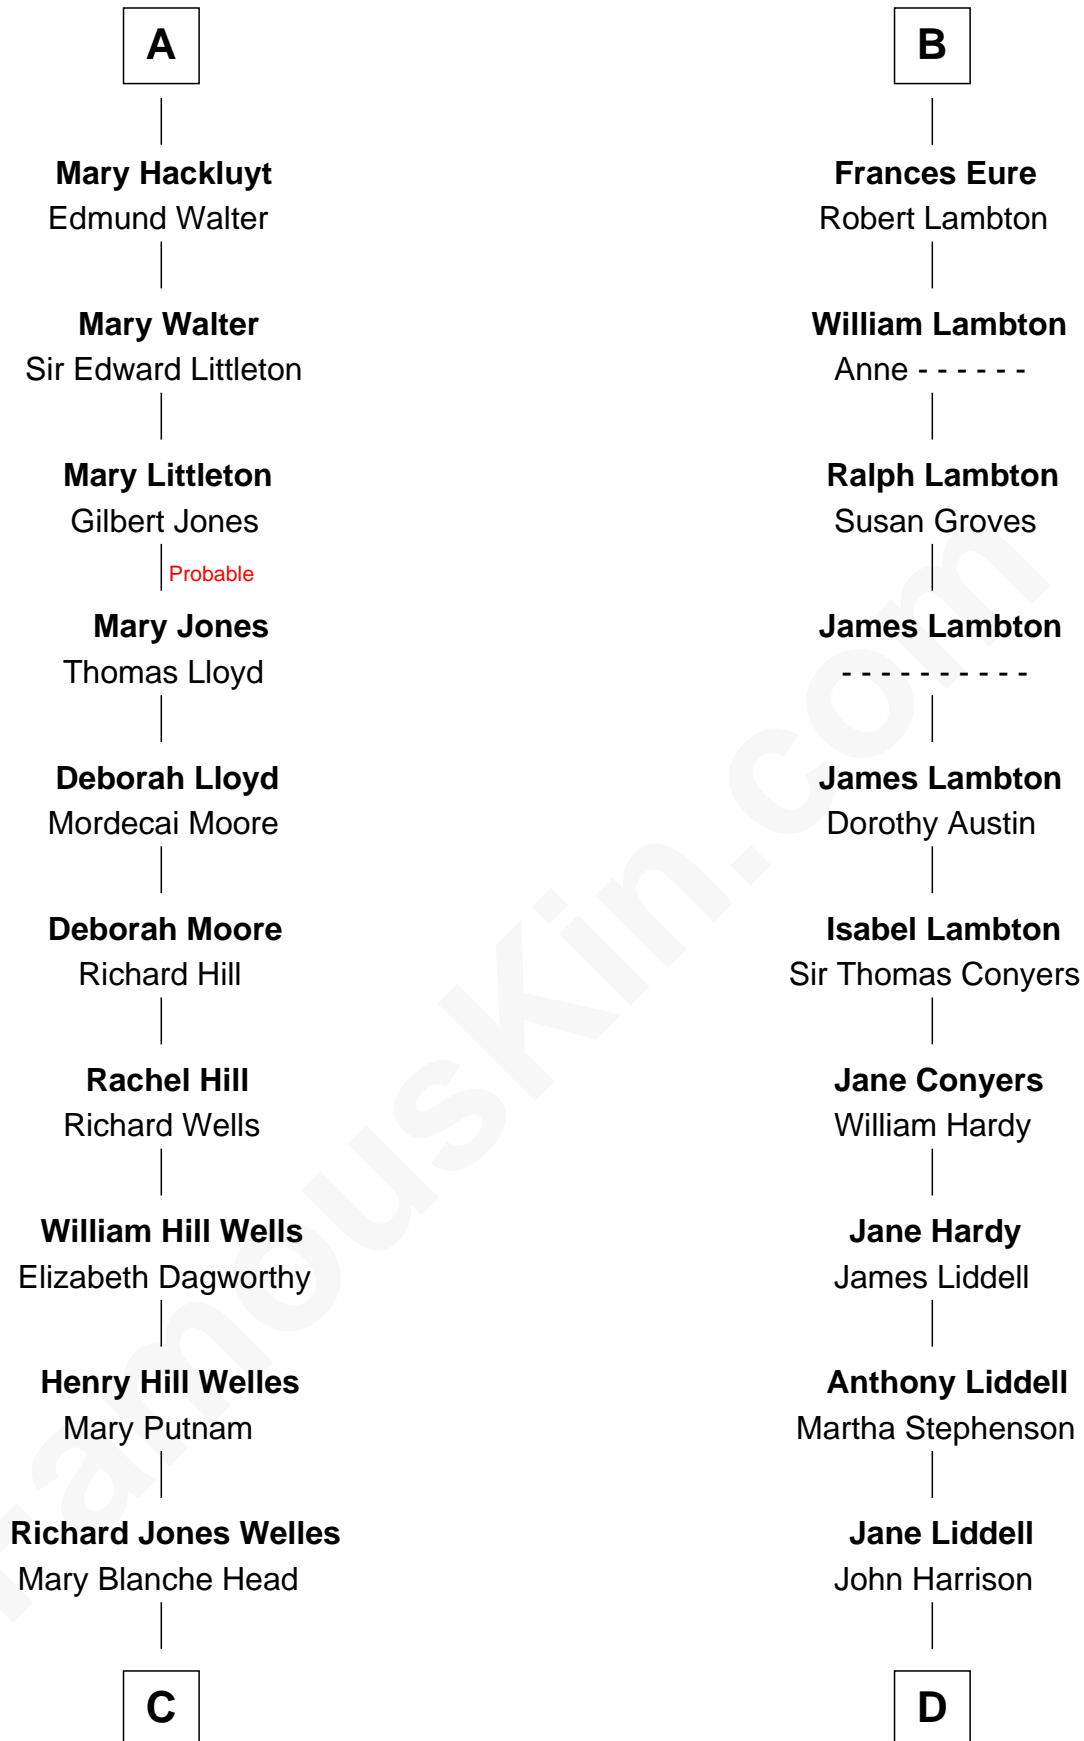 A
Mary Hackluyt
Edmund Walter
Mary Walter
Sir Edward Littleton
Mary Littleton
Gilbert Jones
Probable
Mary Jones
Thomas Lloyd
Deborah Lloyd
Mordecai Moore
Deborah Moore
Richard Hill
Rachel Hill
Richard Wells
William Hill Wells
Elizabeth Dagworthy
Henry Hill Welles
Mary Putnam
Richard Jones Welles
Mary Blanche Head
C
B
Frances Eure
Robert Lambton
William Lambton
Anne - - - - - -
Ralph Lambton
Susan Groves
James Lambton
- - - - - - - - - -
James Lambton
Dorothy Austin
Isabel Lambton
Sir Thomas Conyers
Jane Conyers
William Hardy
Jane Hardy
James Liddell
Anthony Liddell
Martha Stephenson
Jane Liddell
John Harrison
D
FamousKin.com